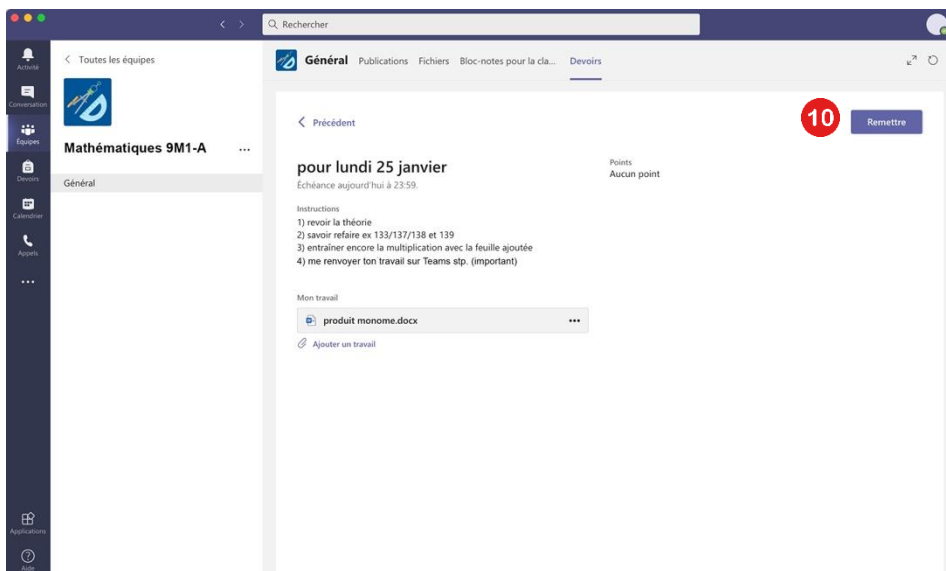 Rechercher
Activité
Conversation
Équipes
Devoirs
Calendrier
Appels
Applications
Aide
Toutes les équipes
Mathématiques 9M1-A
Général
Général Publications Fichiers Bloc-notes pour la cla... Devoirs
Précédent
10
Remettre
pour lundi 25 janvier
Échéance aujourd'hui à 23:59.
Points
Aucun point
Instructions
1) revoir la théorie
2) savoir refaire ex 133/137/138 et 139
3) entraîner encore la multiplication avec la feuille ajoutée
4) me renvoyer ton travail sur Teams stp. (important)
Mon travail
produit monome.docx
Ajouter un travail